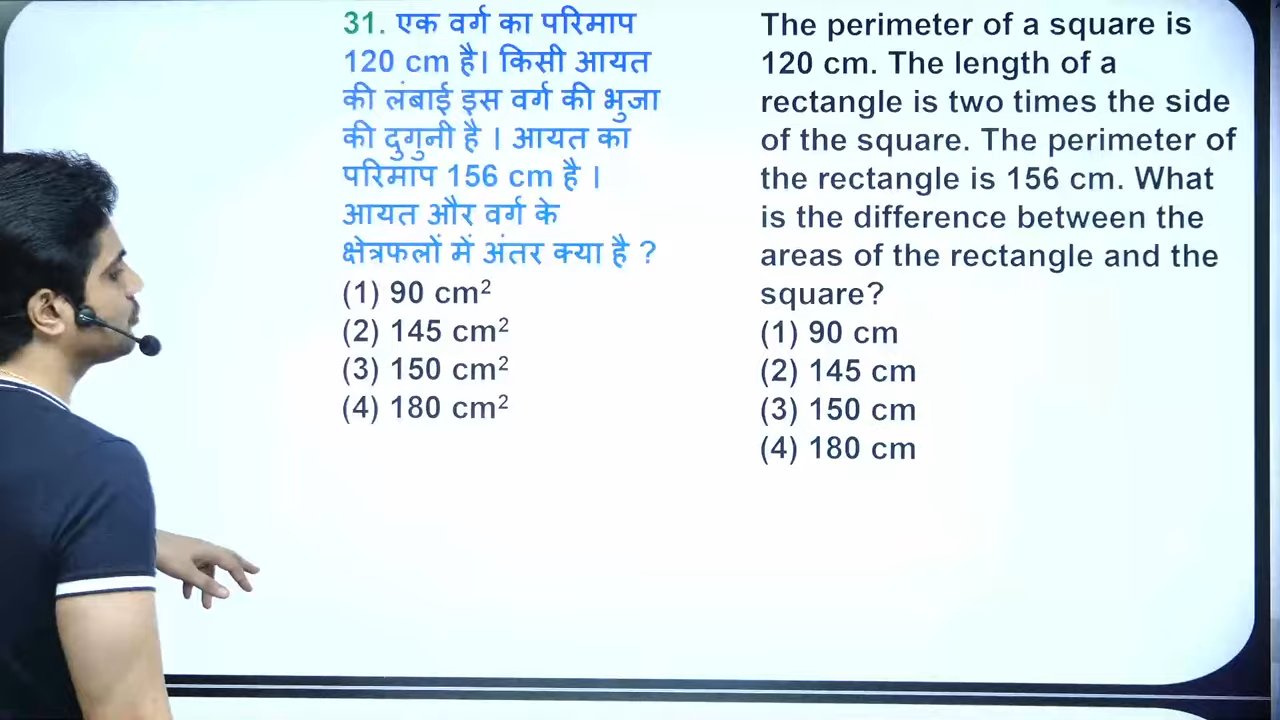 31. एक वर्ग का परिमाप
120 cm है। किसी आयत
की लंबाई इस वर्ग की भुजा
की दुगुनी है । आयत का
परिमाप 156 cm है ।
आयत और वर्ग के
क्षेत्रफलों में अंतर क्या है ?
(1) 90 cm²
(2) 145 cm²
(3) 150 cm²
(4) 180 cm²
The perimeter of a square is
120 cm. The length of a
rectangle is two times the side
of the square. The perimeter of
the rectangle is 156 cm. What
is the difference between the
areas of the rectangle and the
square?
(1) 90 cm
(2) 145 cm
(3) 150 cm
(4) 180 cm